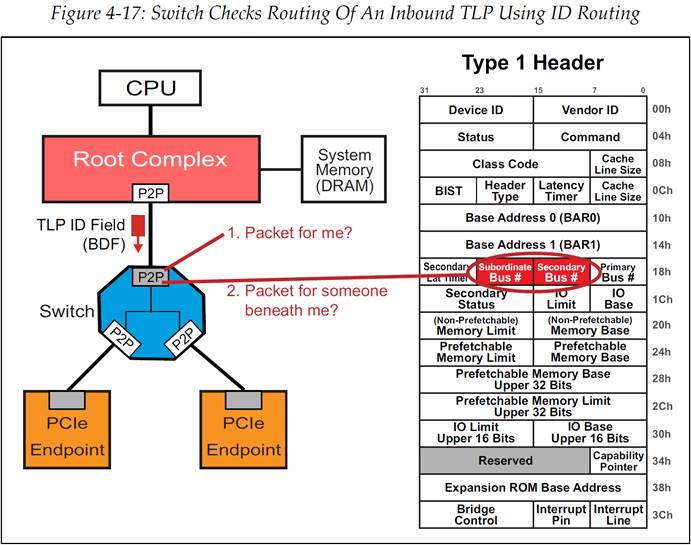 Figure 4-17: Switch Checks Routing Of An Inbound TLP Using ID Routing
CPU
Root Complex
P2P
System
Memory
(DRAM)
TLP ID Field
(BDF)
1. Packet for me?
P2P
2. Packet for someone
beneath me?
Switch
P2P
P2P
PCIe
Endpoint
PCIe
Endpoint
Type 1 Header
31 23 15 7 0
Device ID Vendor ID 00h
Status Command 04h
Class Code Cache
Line Size 08h
BIST Header
Type Latency
Timer Cache
Line Size 0Ch
Base Address 0 (BAR0) 10h
Base Address 1 (BAR1) 14h
Secondary
Lat Timer Subordinate
Bus # Secondary
Bus # Primary
Bus # 18h
Secondary
Status IO
Limit IO
Base 1Ch
(Non-Prefetchable)
Memory Limit (Non-Prefetchable)
Memory Base 20h
Prefetchable
Memory Limit Prefetchable
Memory Base 24h
Prefetchable Memory Base
Upper 32 Bits 28h
Prefetchable Memory Limit
Upper 32 Bits 2Ch
IO Limit
Upper 16 Bits IO Base
Upper 16 Bits 30h
Reserved Capability
Pointer 34h
Expansion ROM Base Address 38h
Bridge
Control Interrupt
Pin Interrupt
Line 3Ch